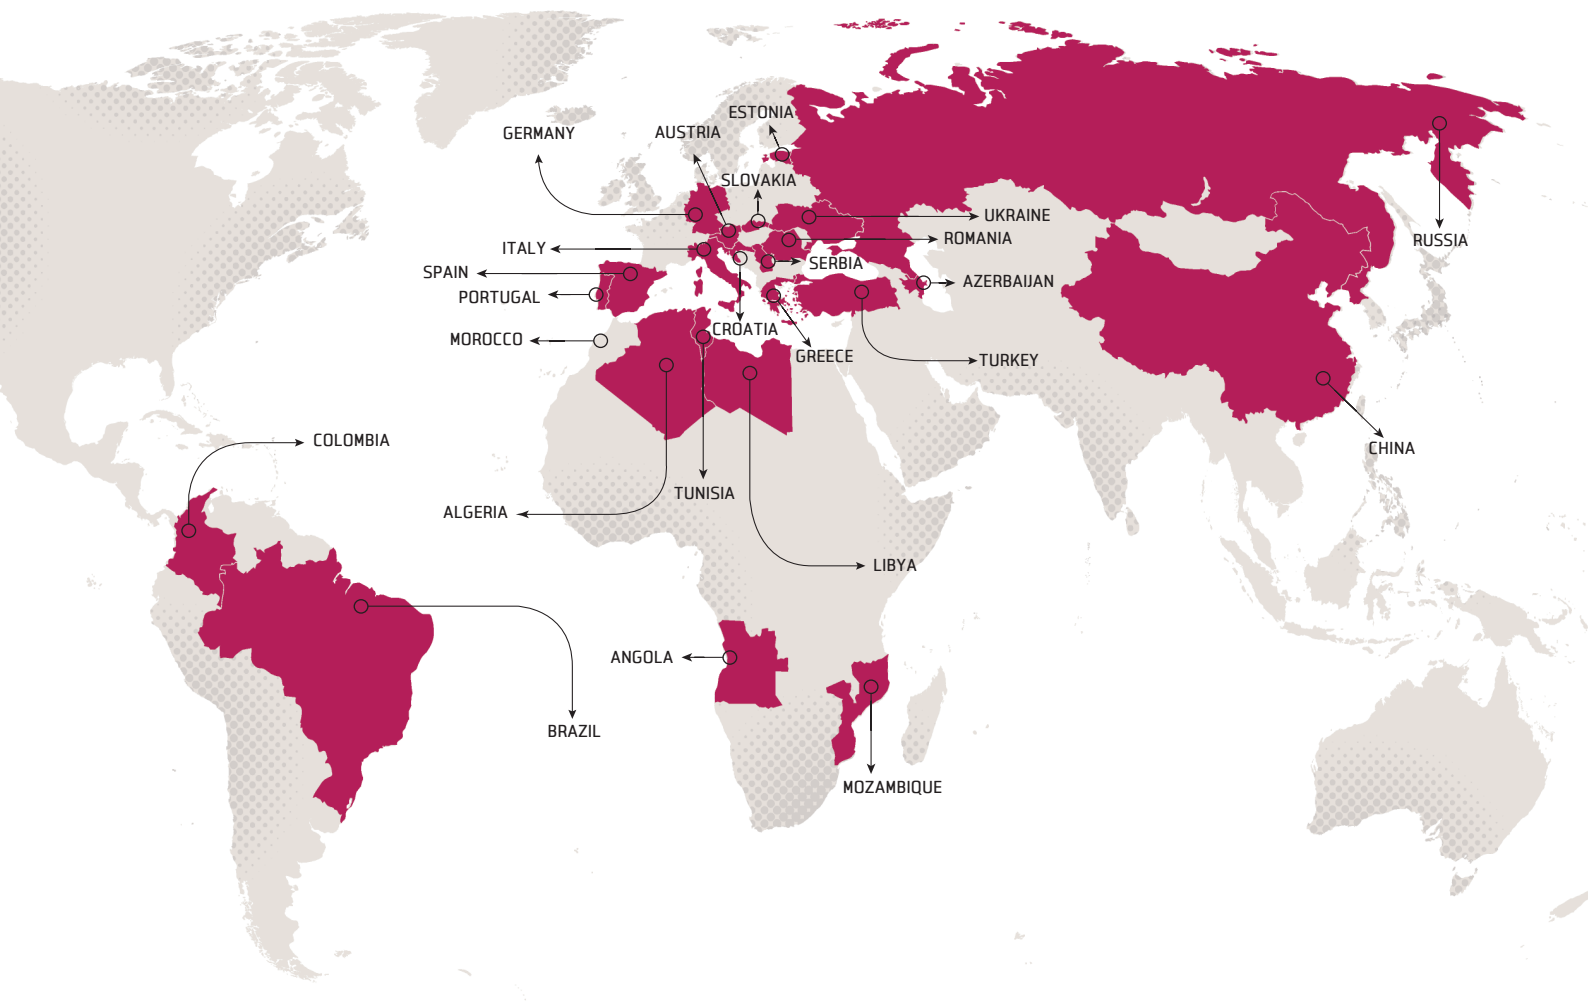 ESTONIA
GERMANY
AUSTRIA
SLOVAKIA
UKRAINE
ROMANIA
RUSSIA
ITALY
SERBIA
SPAIN
AZERBAIJAN
PORTUGAL
CROATIA
MOROCCO
GREECE
TURKEY
COLOMBIA
CHINA
TUNISIA
ALGERIA
LIBYA
ANGOLA
BRAZIL
MOZAMBIQUE